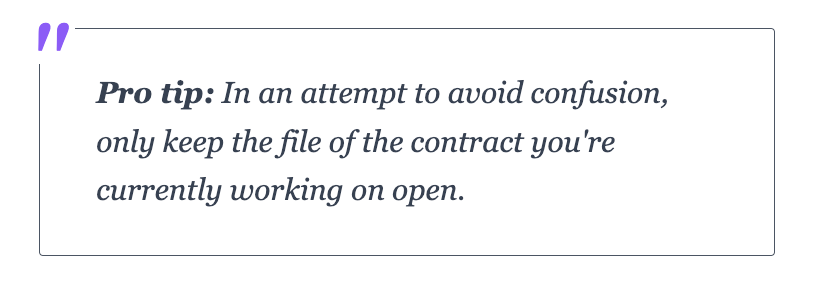 "
Pro tip: In an attempt to avoid confusion,
only keep the file of the contract you're
currently working on open.